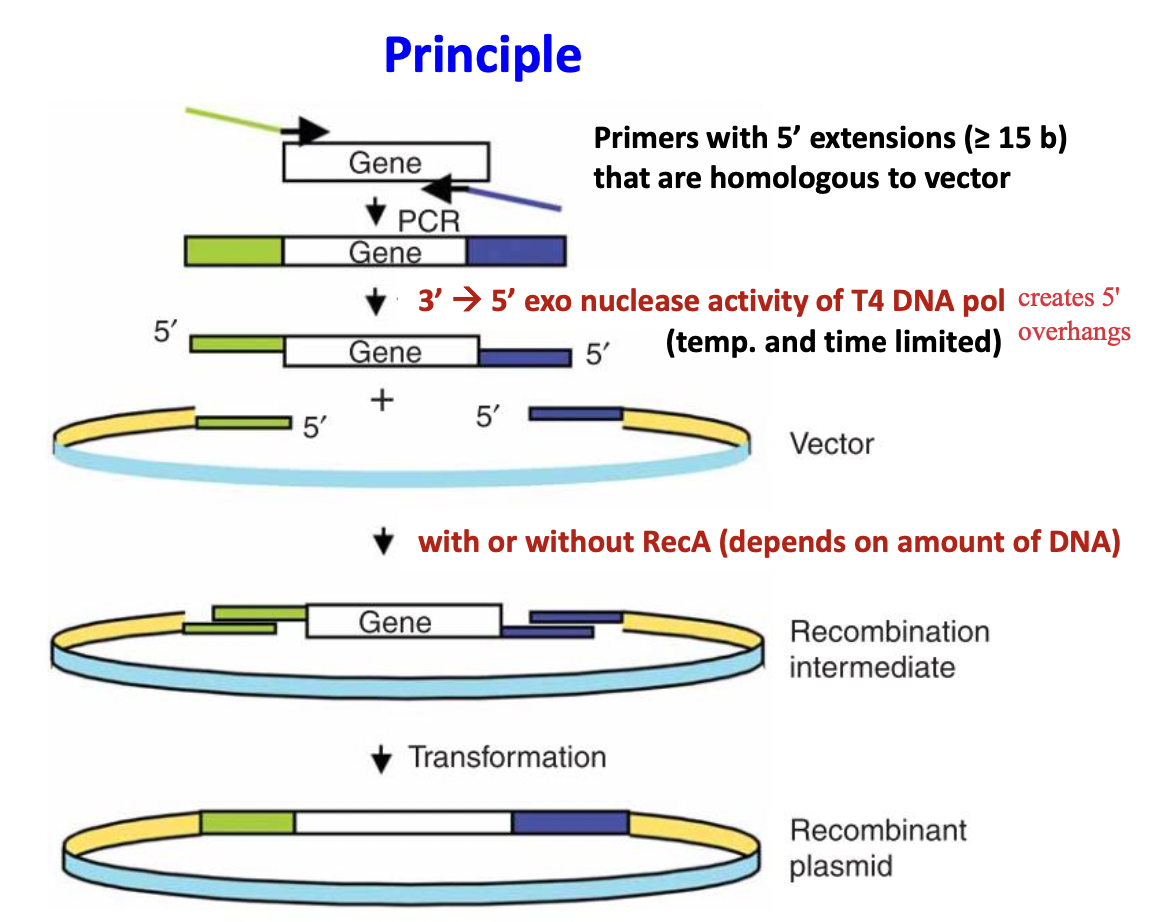 Principle
Primers with 5’ extensions (≥ 15 b)
that are homologous to vector
Gene
PCR
Gene
3’ → 5’ exo nuclease activity of T4 DNA pol
creates 5'
overhangs
(temp. and time limited)
5′
Gene
5′
+
5′
5′
Vector
with or without RecA (depends on amount of DNA)
Gene
Recombination
intermediate
Transformation
Recombinant
plasmid